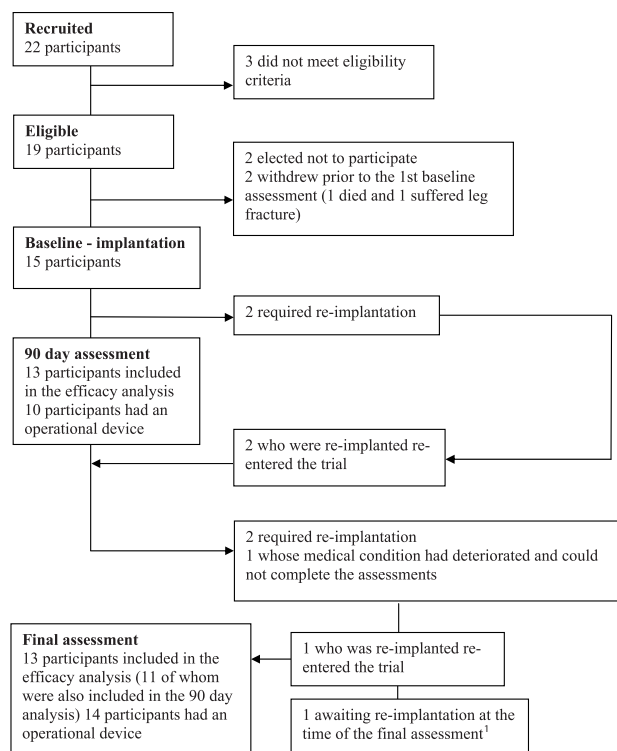 Recruited
22 participants
3 did not meet eligibility
criteria
Eligible
19 participants
2 elected not to participate
2 withdrew prior to the 1st baseline
assessment (1 died and 1 suffered leg
fracture)
Baseline - implantation
15 participants
2 required re-implantation
90 day assessment
13 participants included
in the efficacy analysis
10 participants had an
operational device
2 who were re-implanted re-
entered the trial
2 required re-implantation
1 whose medical condition had deteriorated and could
not complete the assessments
Final assessment
13 participants included in the
efficacy analysis (11 of whom
were also included in the 90 day
analysis) 14 participants had an
operational device
1 who was re-implanted re-
entered the trial
1 awaiting re-implantation at the
time of the final assessment¹